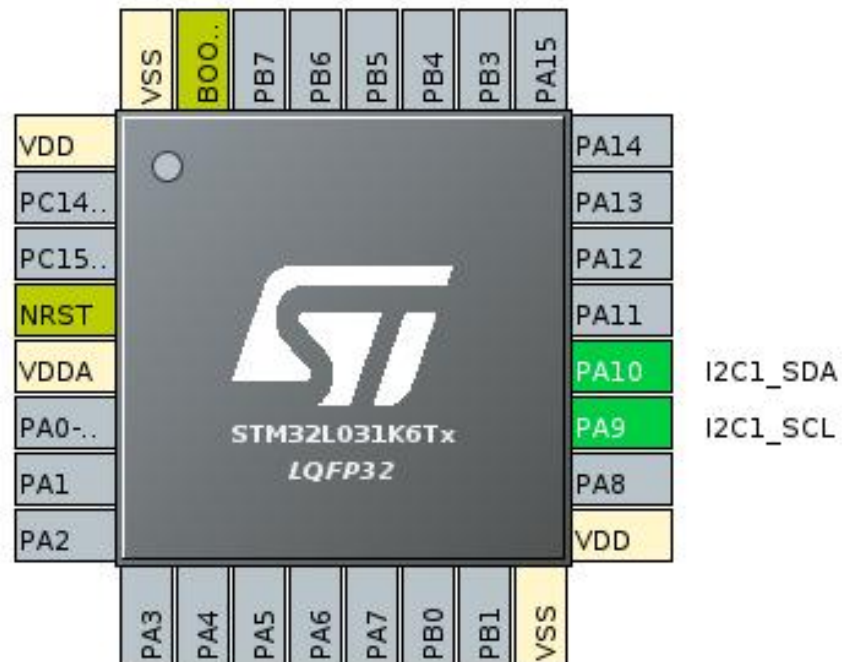 VSS
BOO..
PB7
PB6
PB5
PB4
PB3
PA15
VDD
PC14..
PC15..
NRST
VDDA
PA0-..
PA1
PA2
PA14
PA13
PA12
PA11
PA10 I2C1_SDA
PA9 I2C1_SCL
PA8
VDD
ST
STM32L031K6Tx
LQFP32
PA3
PA4
PA5
PA6
PA7
PB0
PB1
VSS